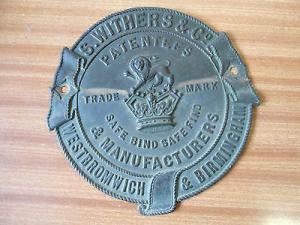 S. WITHERS & Co
PATENTEES
TRADE MARK
SAFE BIND SAFE FIND
& MANUFACTURERS
WESTBROMWICH & BIRMINGHAM